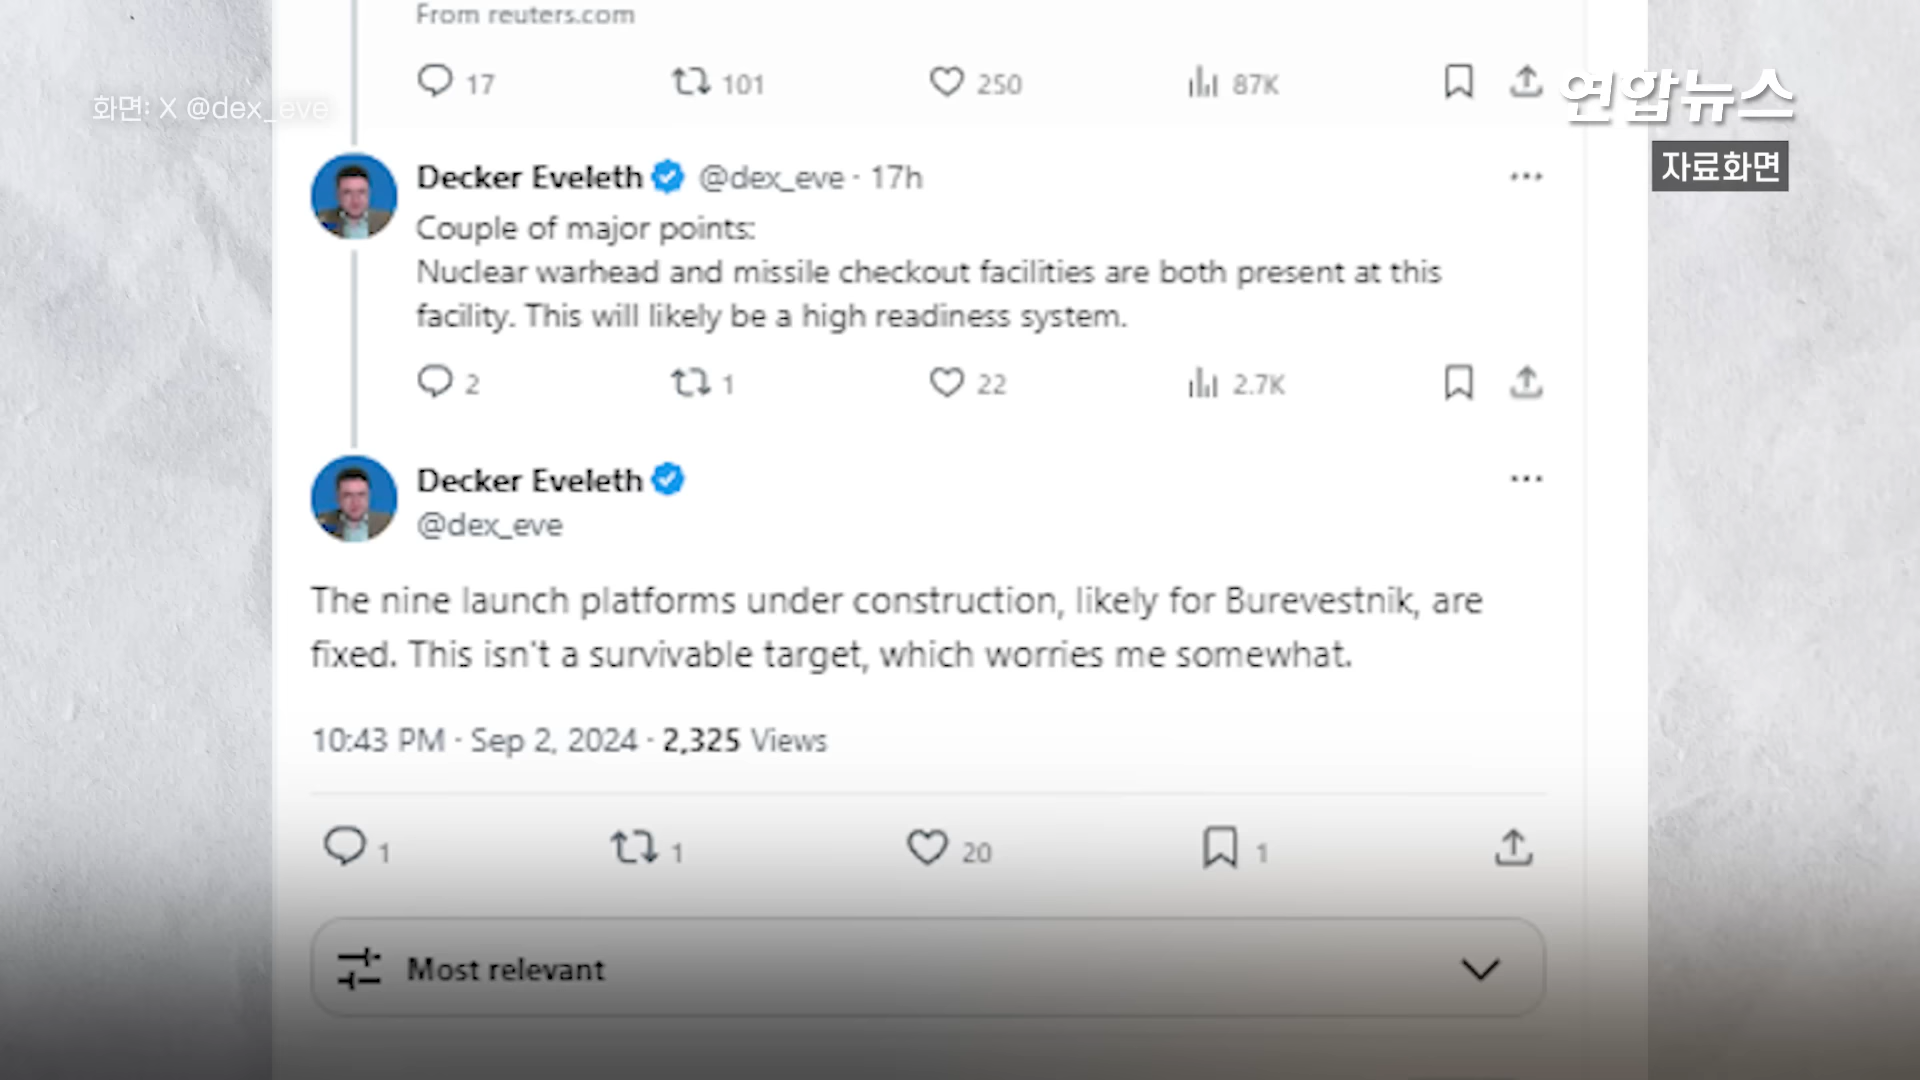 From reuters.com
17 101 250 87K
화면: X @dex_eve
연합뉴스
자료화면
Decker Eveleth @dex_eve · 17h
Couple of major points:
Nuclear warhead and missile checkout facilities are both present at this
facility. This will likely be a high readiness system.
2 1 22 2.7K
Decker Eveleth
@dex_eve
The nine launch platforms under construction, likely for Burevestnik, are
fixed. This isn't a survivable target, which worries me somewhat.
10:43 PM · Sep 2, 2024 · 2,325 Views
1 1 20 1
Most relevant